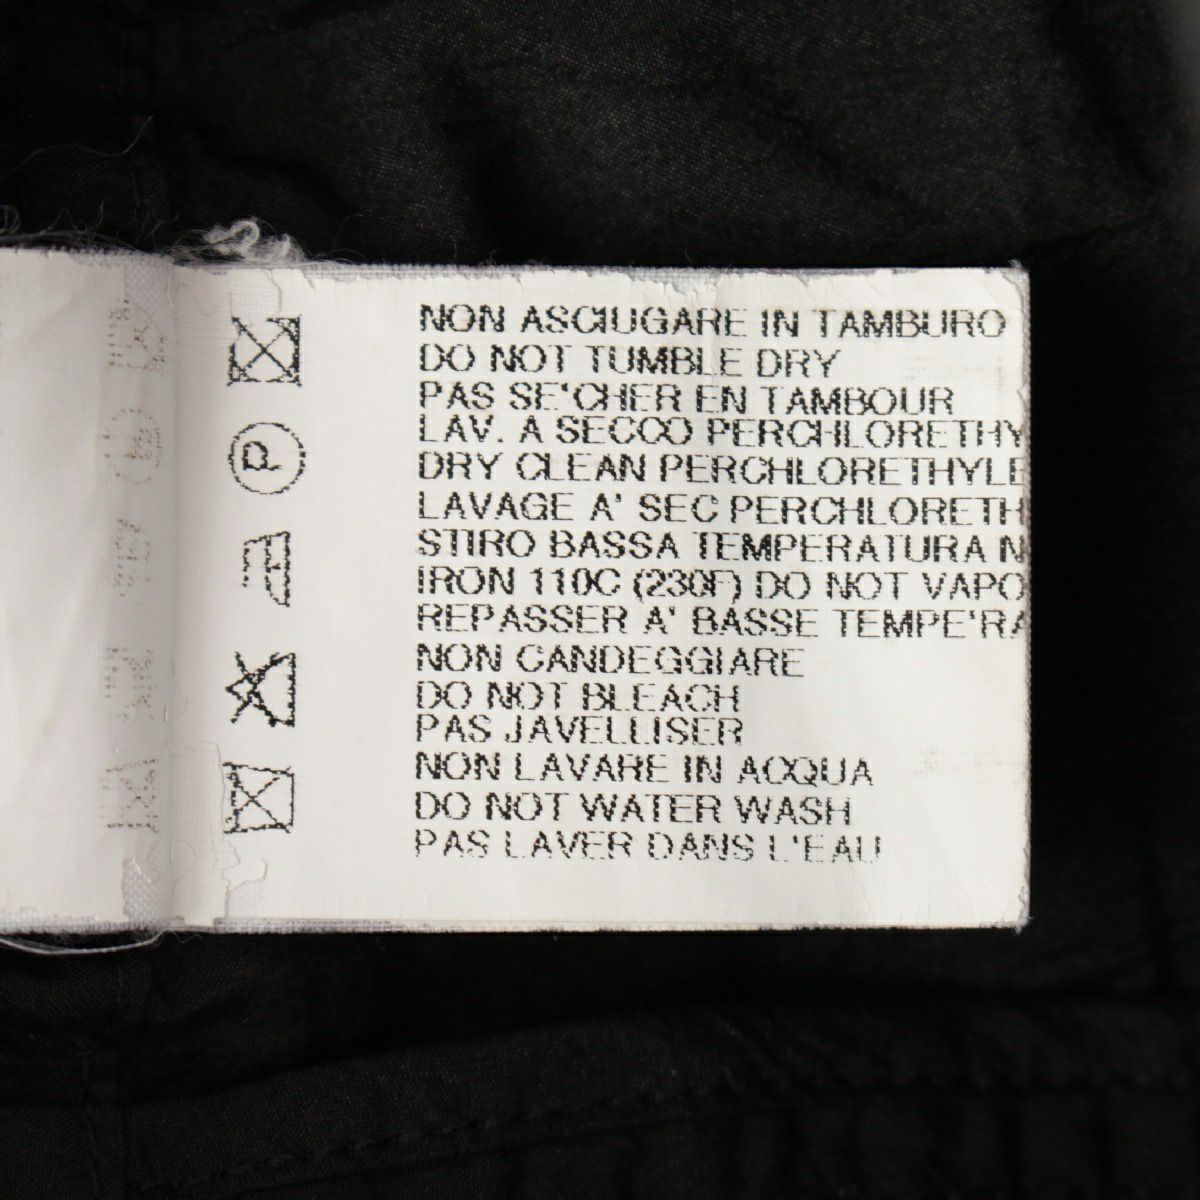 NON ASCIUGARE IN TAMBURO
DO NOT TUMBLE DRY
PAS SE'CHER EN TAMBOUR
P
LAV. A SECCO PERCHLORETHY
DRY CLEAN PERCHLORETHYLE
LAVAGE A' SEC PERCHLORETH
STIRO BASSA TEMPERATURA N
IRON 110C (230F) DO NOT VAPO
REPASSER A' BASSE TEMPE'RA
NON CANDEGGIARE
DO NOT BLEACH
PAS JAVELLISER
NON LAVARE IN ACQUA
DO NOT WATER WASH
PAS LAVER DANS L'EAU